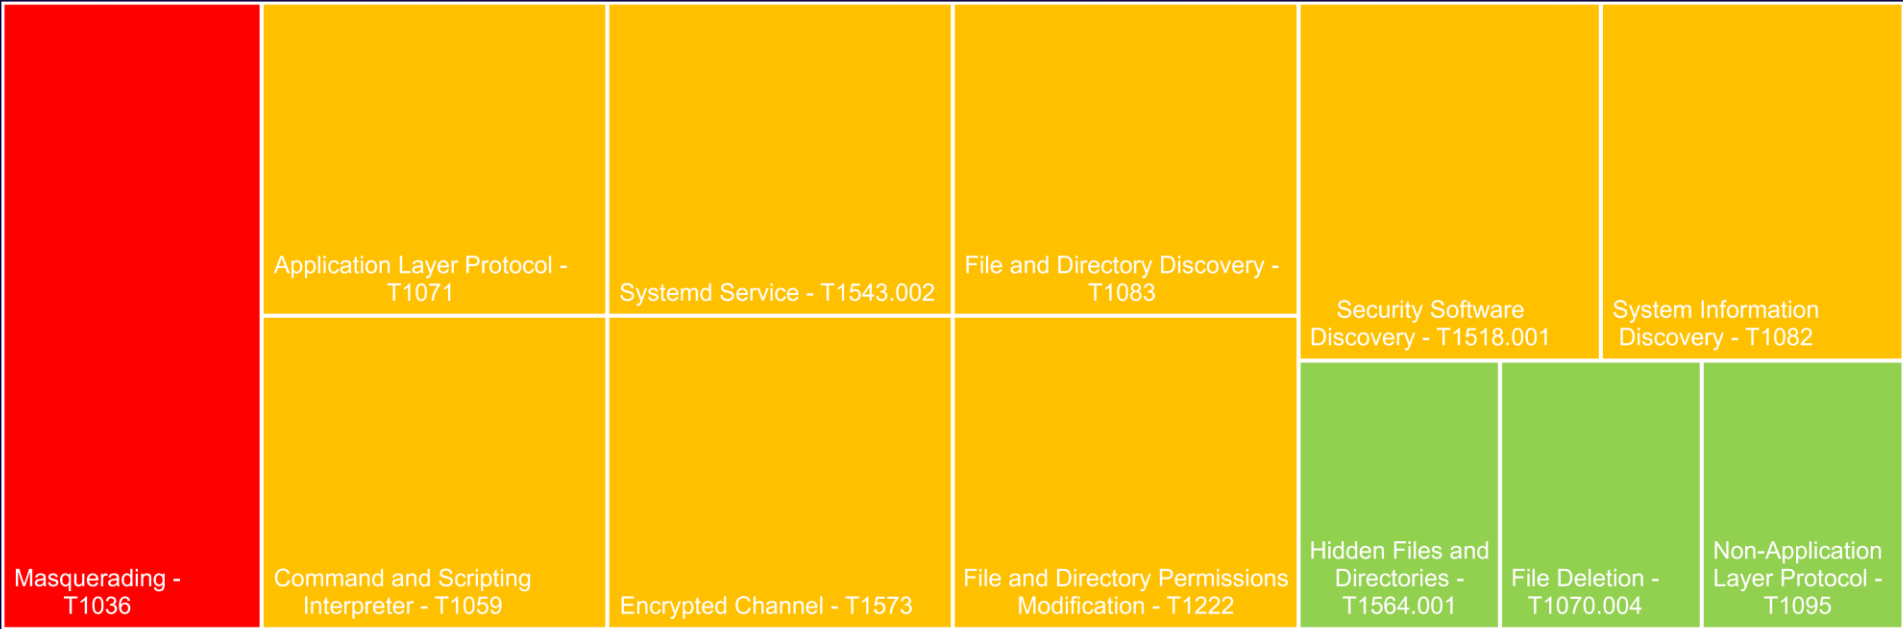 Masquerading -
T1036
Application Layer Protocol -
T1071
Command and Scripting
Interpreter - T1059
Systemd Service - T1543.002
Encrypted Channel - T1573
File and Directory Discovery -
T1083
File and Directory Permissions
Modification - T1222
Security Software
Discovery - T1518.001
System Information
Discovery - T1082
Hidden Files and
Directories -
T1564.001
File Deletion -
T1070.004
Non-Application
Layer Protocol -
T1095